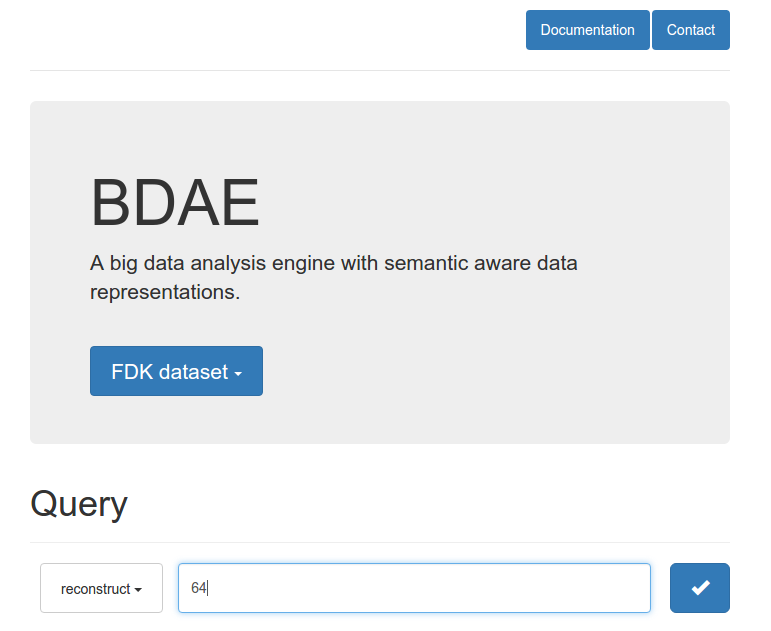 Documentation Contact
BDAE
A big data analysis engine with semantic aware data
representations.
FDK dataset
Query
reconstruct 64